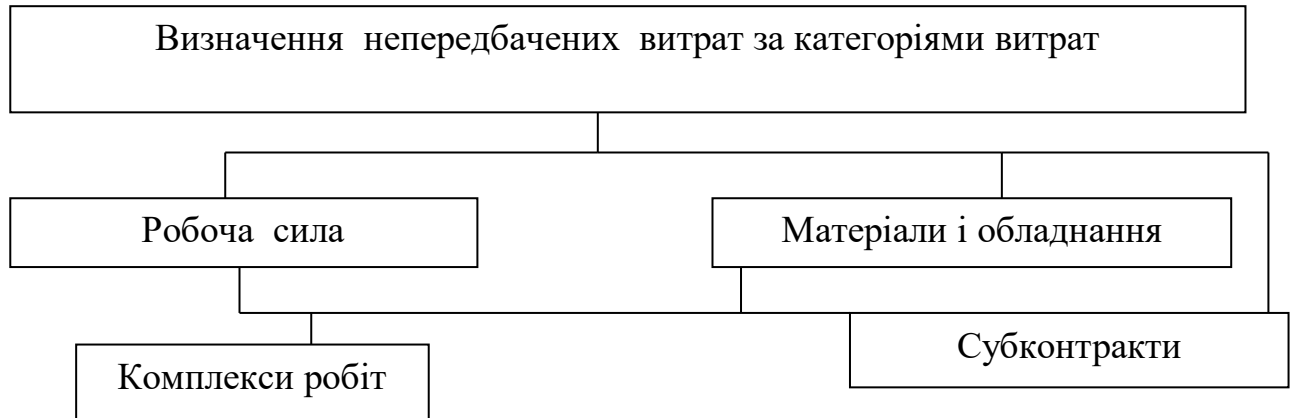 Визначення непередбачених витрат за категоріями витрат
Робоча сила
Матеріали і обладнання
Субконтракти
Комплекси робіт